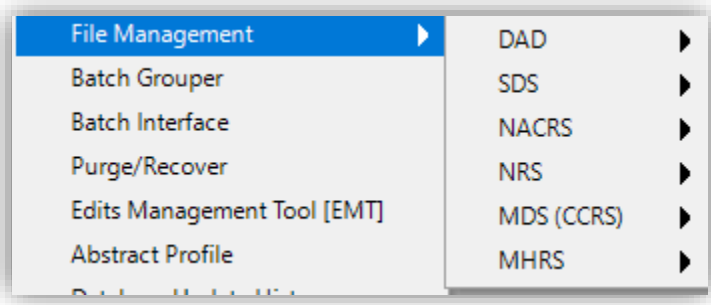 File Management
Batch Grouper
Batch Interface
Purge/Recover
Edits Management Tool [EMT]
Abstract Profile
DAD
SDS
NACRS
NRS
MDS (CCRS)
MHRS